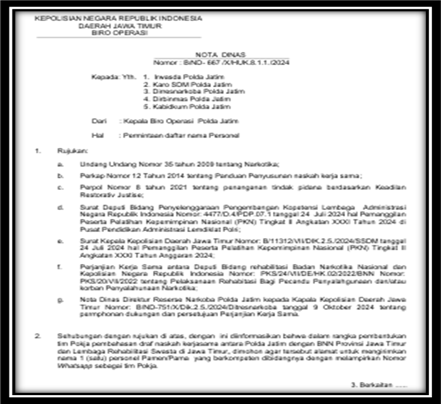 KEPOLISIAN NEGARA REPUBLIK INDONESIA
DAERAH JAWA TIMUR
BIRO OPERASI
NOTA DINAS
Nomor : B/ND- 667 /X/HUK.8.1.1./2024
Kepada: Yth. 1. Irwasda Polda Jatim
2. Karo SDM Polda Jatim
3. Dirresnarkoba Polda Jatim
4. Dirbinmas Polda Jatim
5. Kabidkum Polda Jatim
Dari : Kepala Biro Operasi Polda Jatim
Hal : Permintaan daftar nama Personel
1. Rujukan:
a. Undang Undang Nomor 35 tahun 2009 tentang Narkotika;
b. Perkap Nomor 12 Tahun 2014 tentang Panduan Penyusunan naskah kerja sama;
c. Perpol Nomor 8 tahun 2021 tentang penanganan tindak pidana berdasarkan Keadilan
Restorativ Justise;
d. Surat Deputi Bidang Penyelenggaraan Pengembangan Kopetensi Lembaga Administrasi
Negara Republik Indonesia Nomor: 4477/D.4/PDP.07.1 tanggal 24 Juli 2024 hal Pemanggilan
Peserta Pelatihan Kepemimpinan Nasional (PKN) Tingkat II Angkatan XXXI Tahun 2024 di
Pusat Pendidikan Administrasi Lemdiklat Polri;
e. Surat Kepala Kepolisian Daerah Jawa Timur Nomor: B/11312/VII/DIK.2.5./2024/SSDM tanggal
24 Juli 2024 hal Pemanggilan Peserta Pelatihan Kepemimpinan Nasional (PKN) Tingkat II
Angkatan XXXI Tahun Anggaran 2024;
f. Perjanjian Kerja Sama antara Deputi Bidang rehabilitasi Badan Narkotika Nasional dan
Kepolisian Negara Republik Indonesia Nomor: PKS/24/VII/DE/HK.02/2022/BNN Nomor:
PKS/20/VII/2022 tentang Pelaksanaan Rehabilitasi Bagi Pecandu Penyalahgunaan dan/atau
korban Penyalahgunaan Narkotika;
g. Nota Dinas Direktur Reserse Narkoba Polda Jatim kepada Kapala Kepolisian Daerah Jawa
Timur Nomor: B/ND-751/X/DIK.2.5./2024/Ditresnarkoba tanggal 9 Oktober 2024 tentang
permohonan dukungan dan persetujuan Perjanjian Kerja Sama.
2. Sehubungan dengan rujukan di atas, dengan ini diinformasikan bahwa dalam rangka pembentukan
tim Pokja pembahasan draf naskah kerjasama antara Polda Jatim dengan BNN Provinsi Jawa Timur
dan Lembaga Rehabilitasi Swasta di Jawa Timur, dimohon agar tersebut alamat untuk mengirimkan
nama 1 (satu) personel Pamen/Pama yang berkompeten dibidangnya dengan melampirkan Nomor
Whatsapp sebagai tim Pokja.
3. Berkaitan ......